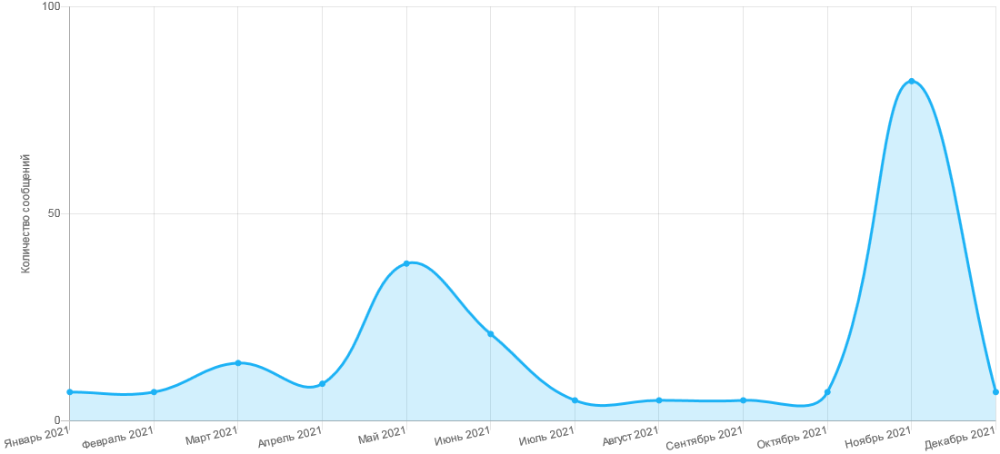 100
50
0
Количество сообщений
Январь 2021
Февраль 2021
Март 2021
Апрель 2021
Май 2021
Июнь 2021
Июль 2021
Август 2021
Сентябрь 2021
Октябрь 2021
Ноябрь 2021
Декабрь 2021